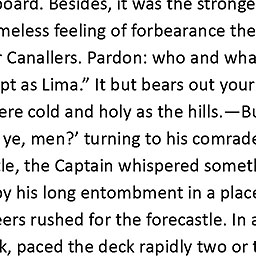 board. Besides, it was the stronge
meless feeling of forbearance the
r Canallers. Pardon: who and wha
pt as Lima.” It but bears out your
ere cold and holy as the hills.—Bu
ye, men?’ turning to his comrade
le, the Captain whispered someth
by his long entombment in a place
eers rushed for the forecastle. In a
k, paced the deck rapidly two or t